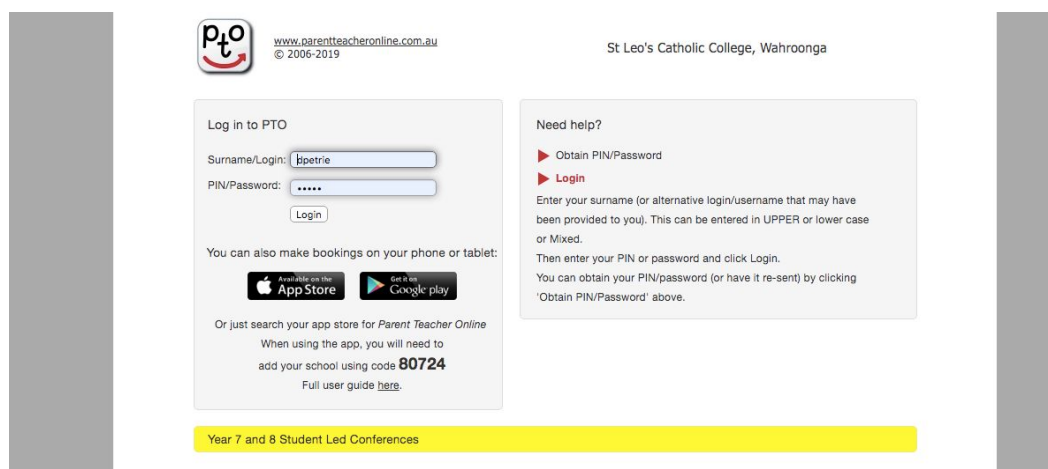 pto
www.parentteacheronline.com.au
© 2006-2019
St Leo's Catholic College, Wahroonga
Log in to PTO
Surname/Login: dpetrie
PIN/Password: •••••
Login
You can also make bookings on your phone or tablet:
Available on the
App Store
Get it on
Google play
Or just search your app store for Parent Teacher Online
When using the app, you will need to
add your school using code 80724
Full user guide here.
Need help?
Obtain PIN/Password
Login
Enter your surname (or alternative login/username that may have
been provided to you). This can be entered in UPPER or lower case
or Mixed.
Then enter your PIN or password and click Login.
You can obtain your PIN/password (or have it re-sent) by clicking
'Obtain PIN/Password' above.
Year 7 and 8 Student Led Conferences